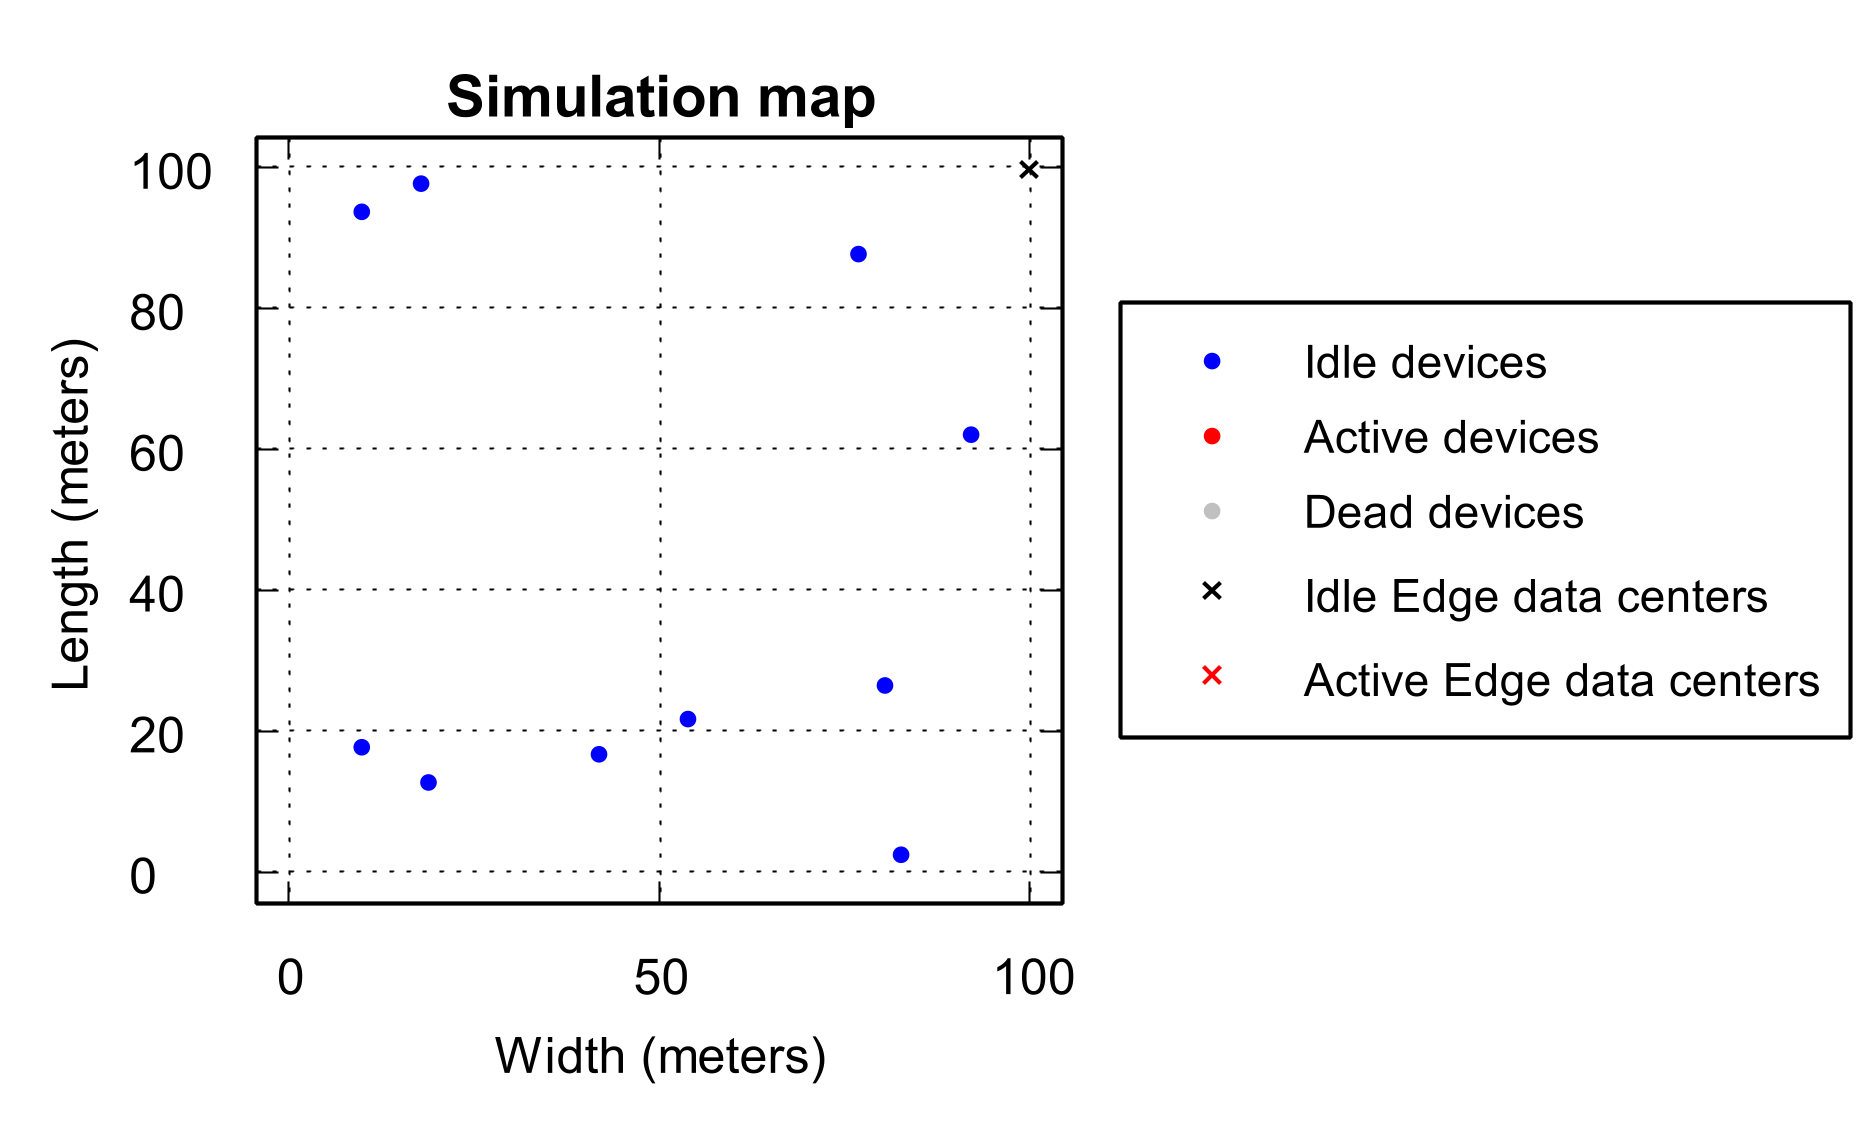 Simulation map
100
80
60
40
20
0
Length (meters)
0 50 100
Width (meters)
Idle devices
Active devices
Dead devices
Idle Edge data centers
Active Edge data centers